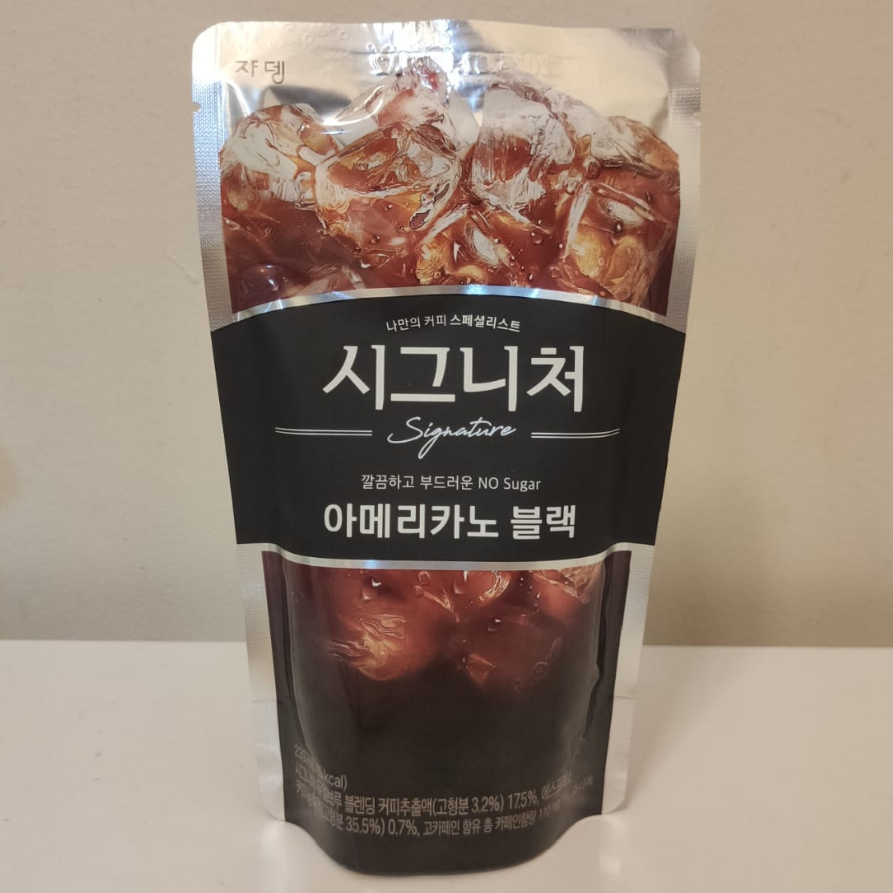 쟈뎅
나만의 커피 스페셜리스트
시그니처
Signature
깔끔하고 부드러운 NO Sugar
아메리카노 블랙
kcal)
블렌딩 커피추출액(고형분 3.2%) 17.5%,
35.5%) 0.7%, 고카페인 함유 총 카페인함량